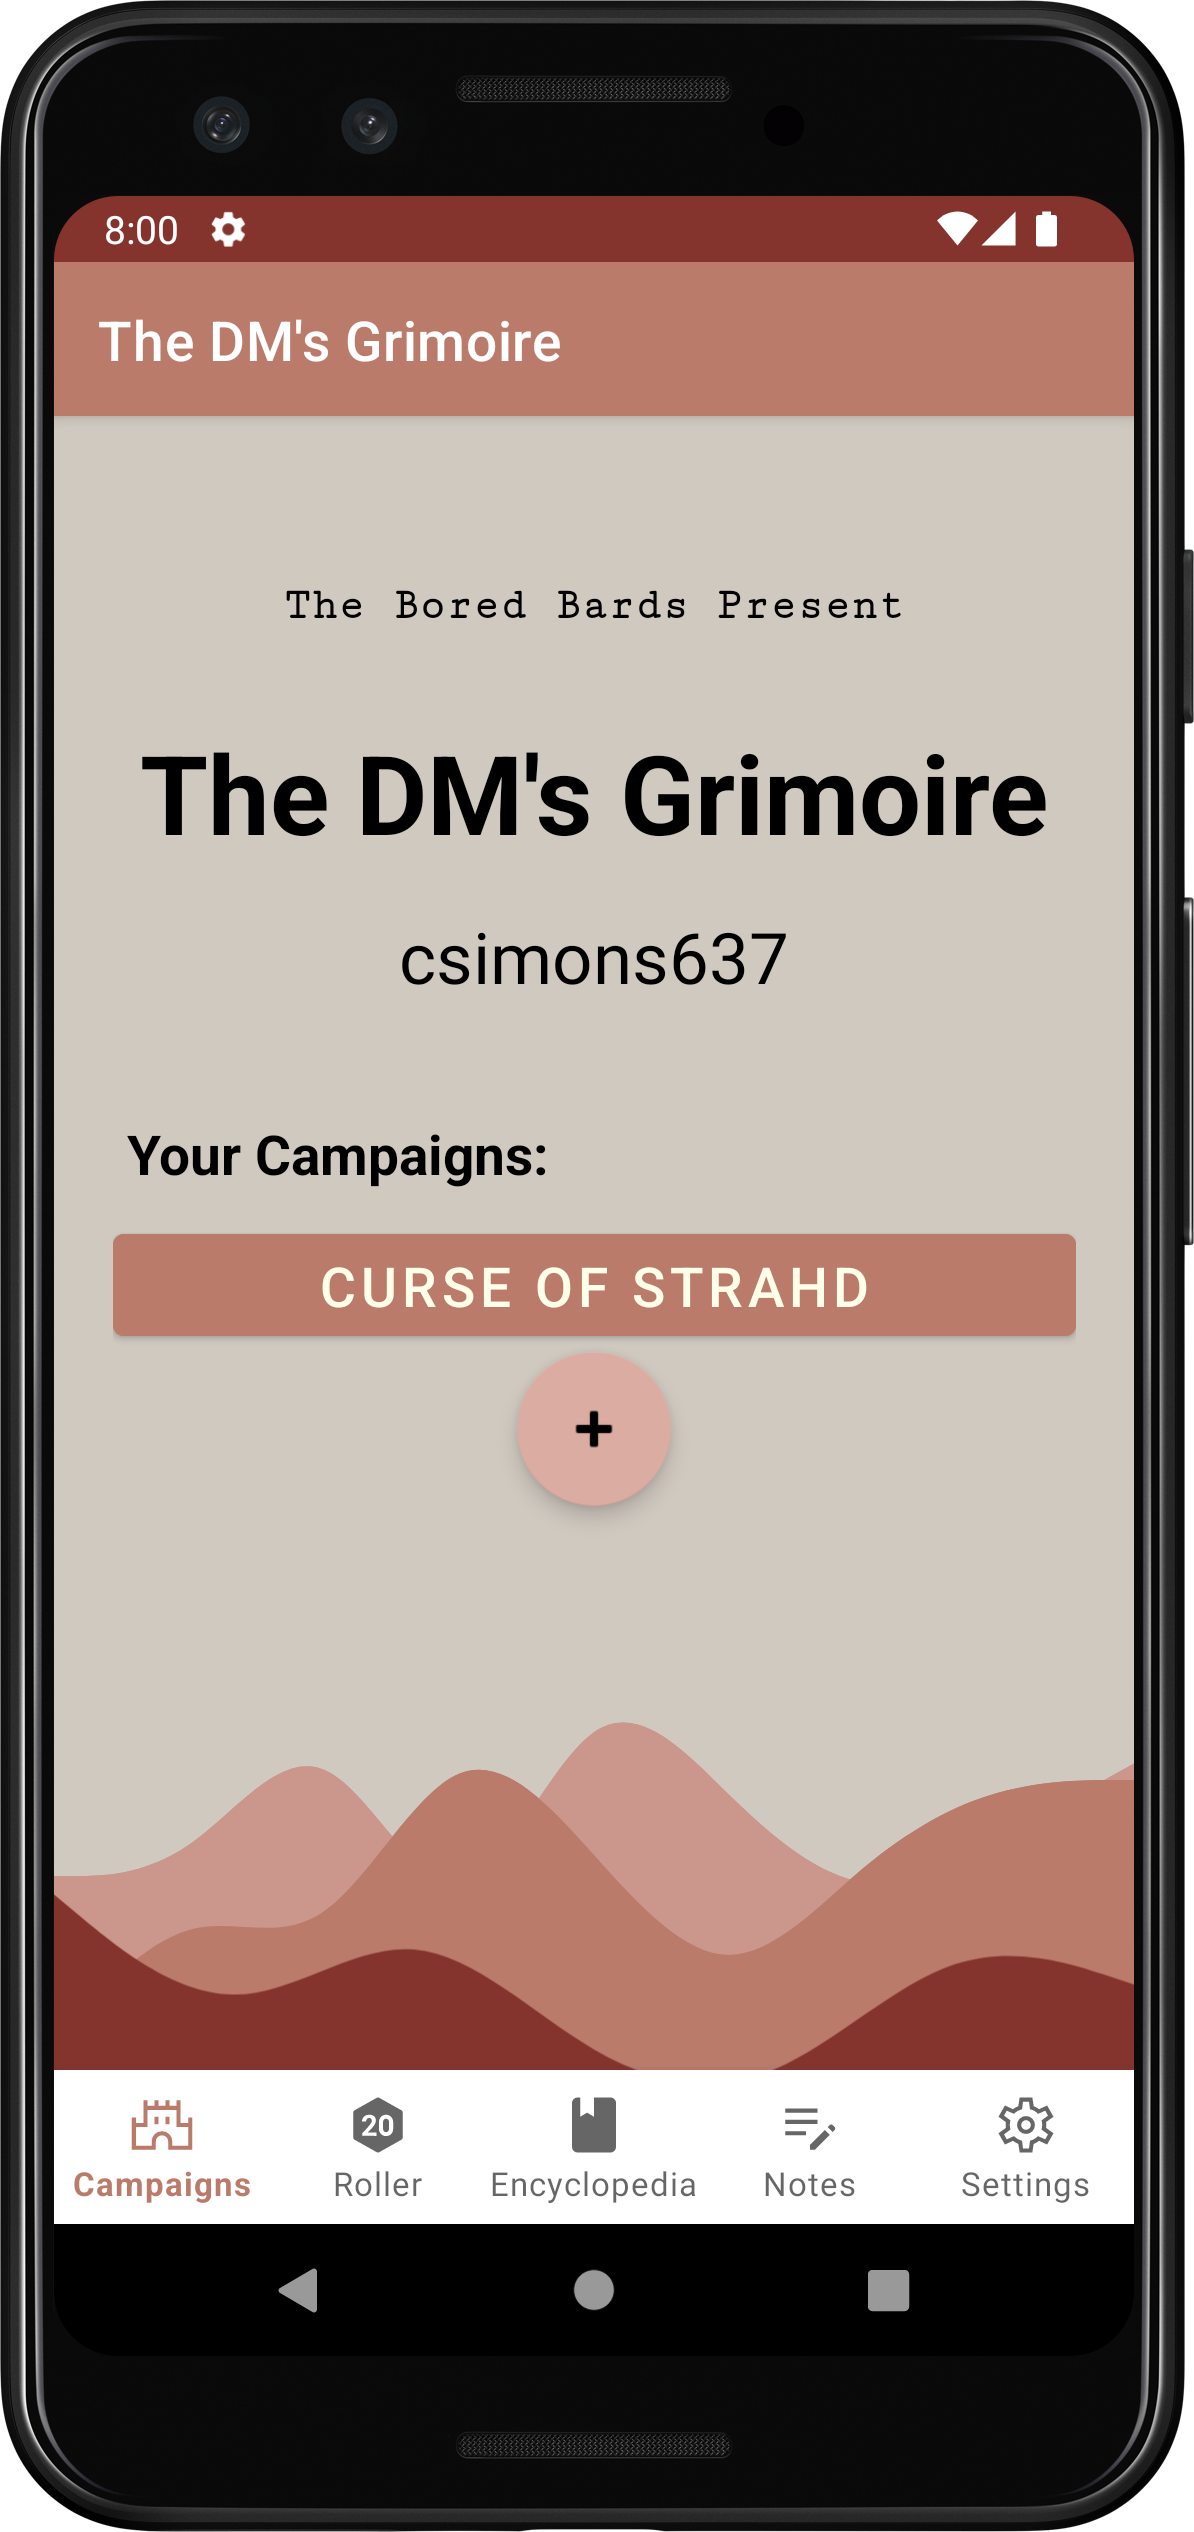 8:00
The DM's Grimoire
The Bored Bards Present
The DM's Grimoire
csimons637
Your Campaigns:
CURSE OF STRAHD
+
20
Campaigns Roller Encyclopedia Notes Settings